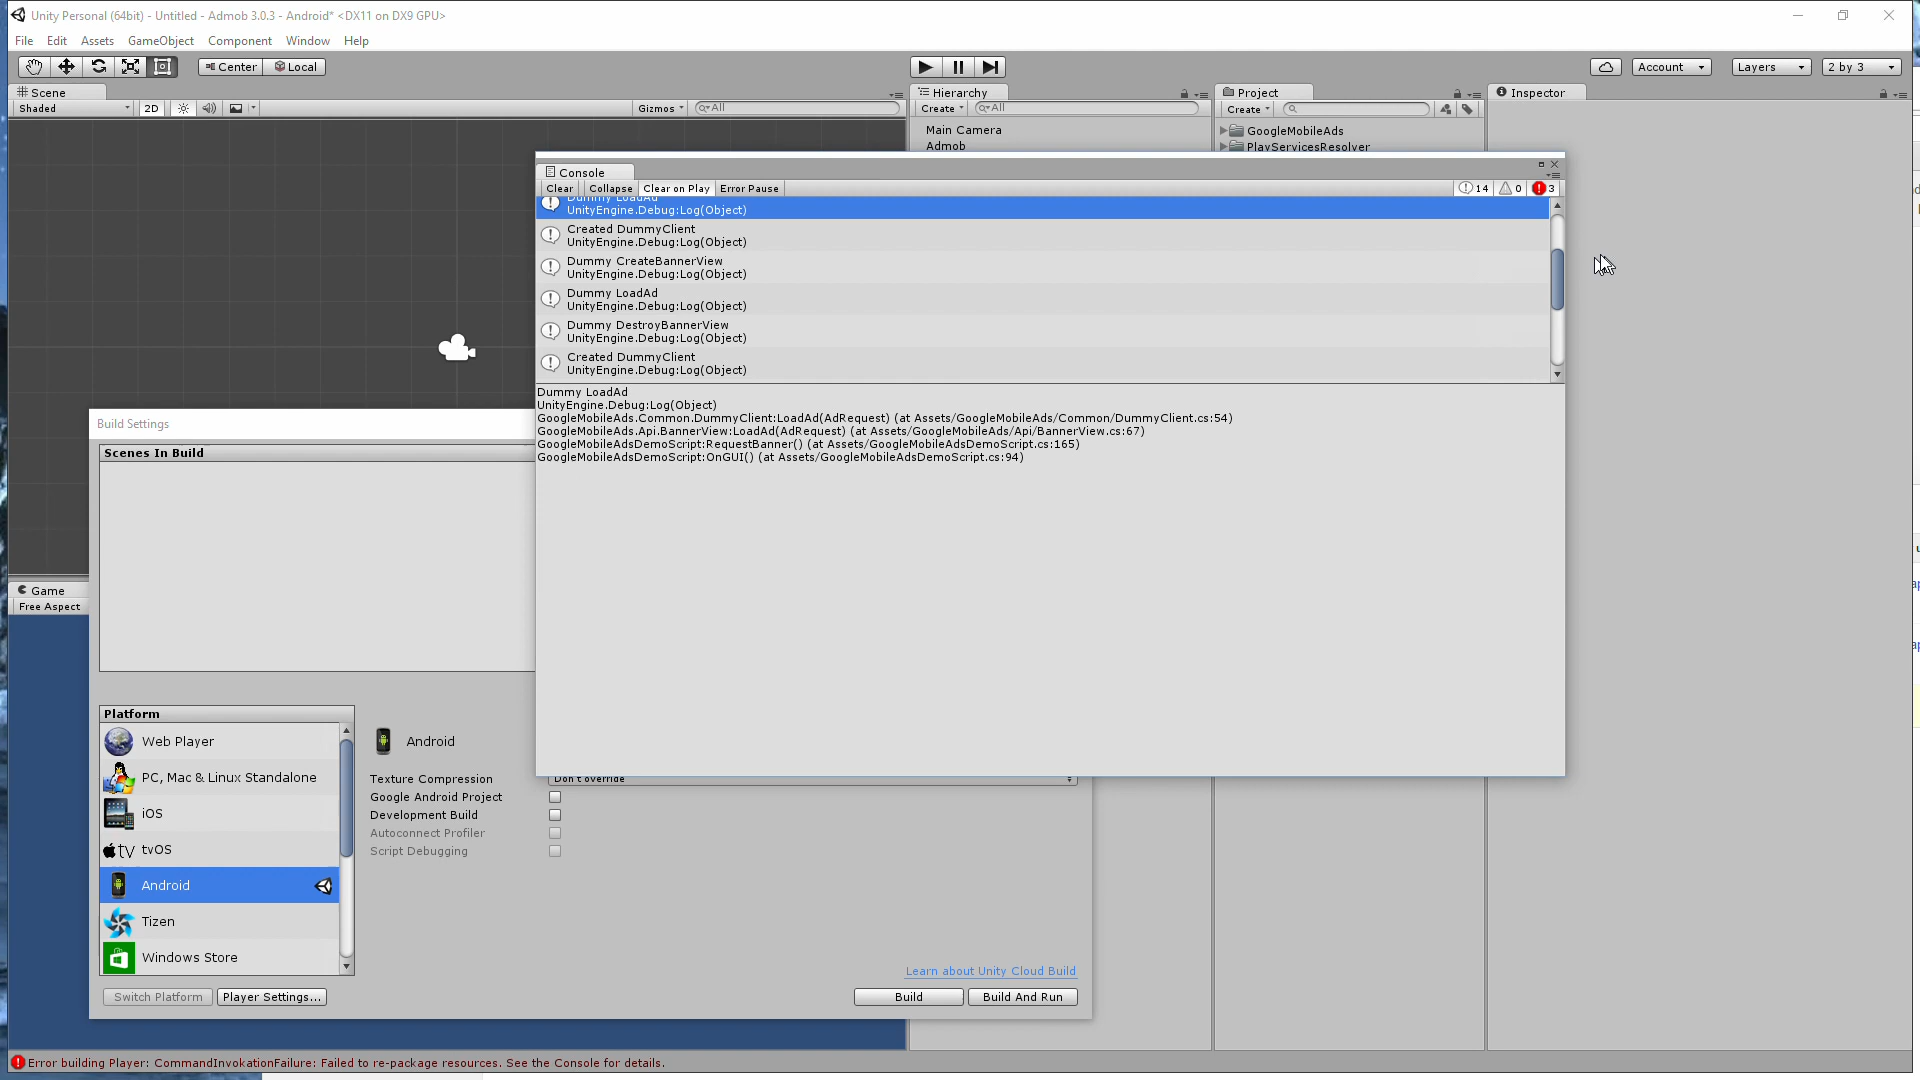 Unity Personal (64bit) - Untitled - Admob 3.0.3 - Android* <DX11 on DX9 GPU>
File Edit Assets GameObject Component Window Help
Center Local Account Layers 2 by 3
Scene Hierarchy Project Inspector
Shaded 2D Gizmos All Create All Create
Main Camera GoogleMobileAds
Admob PlayServicesResolver
Console
Clear Collapse Clear on Play Error Pause 14 0 3
Dummy LoadAd
UnityEngine.Debug:Log(Object)
Created DummyClient
UnityEngine.Debug:Log(Object)
Dummy CreateBannerView
UnityEngine.Debug:Log(Object)
Dummy LoadAd
UnityEngine.Debug:Log(Object)
Dummy DestroyBannerView
UnityEngine.Debug:Log(Object)
Created DummyClient
UnityEngine.Debug:Log(Object)
Dummy LoadAd
UnityEngine.Debug:Log(Object)
GoogleMobileAds.Common.DummyClient:LoadAd(AdRequest) (at Assets/GoogleMobileAds/Common/DummyClient.cs:54)
GoogleMobileAds.Api.BannerView:LoadAd(AdRequest) (at Assets/GoogleMobileAds/Api/BannerView.cs:67)
GoogleMobileAdsDemoScript:RequestBanner() (at Assets/GoogleMobileAdsDemoScript.cs:165)
GoogleMobileAdsDemoScript:OnGUI() (at Assets/GoogleMobileAdsDemoScript.cs:94)
Build Settings
Scenes In Build
Game
Free Aspect
Platform
Web Player
PC, Mac & Linux Standalone
iOS
tv tvOS
Android
Tizen
Windows Store
Android
Texture Compression Don't override
Google Android Project
Development Build
Autoconnect Profiler
Script Debugging
Learn about Unity Cloud Build
Switch Platform Player Settings... Build Build And Run
Error building Player: CommandInvokationFailure: Failed to re-package resources. See the Console for details.